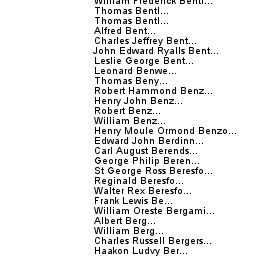 William Frederick Bentl...
Thomas Bentl...
Thomas Bentl...
Alfred Bent...
Charles Jeffrey Bent...
John Edward Ryalls Bent...
Leslie George Bent...
Leonard Benwe...
Thomas Beny...
Robert Hammond Benz...
Henry John Benz...
Robert Benz...
William Benz...
Henry Moule Ormond Benzo...
Edward John Berdinn...
Carl August Berends...
George Philip Beren...
St George Ross Beresfo...
Reginald Beresfo...
Walter Rex Beresfo...
Frank Lewis Be...
William Oreste Bergami...
Albert Berg...
William Berg...
Charles Russell Bergers...
Haakon Ludvy Ber...